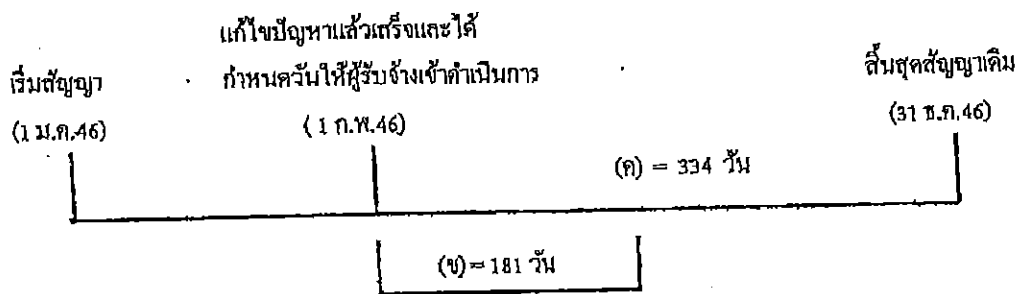 แก้ไขปัญหาแล้วเสร็จและได้
เริ่มสัญญา กำหนดวันให้ผู้รับจ้างเข้าดำเนินการ สิ้นสุดสัญญาเดิม
(1 ม.ค.46) (1 ก.พ.46) (31 ธ.ค.46)
(ค) = 334 วัน
(ข) = 181 วัน